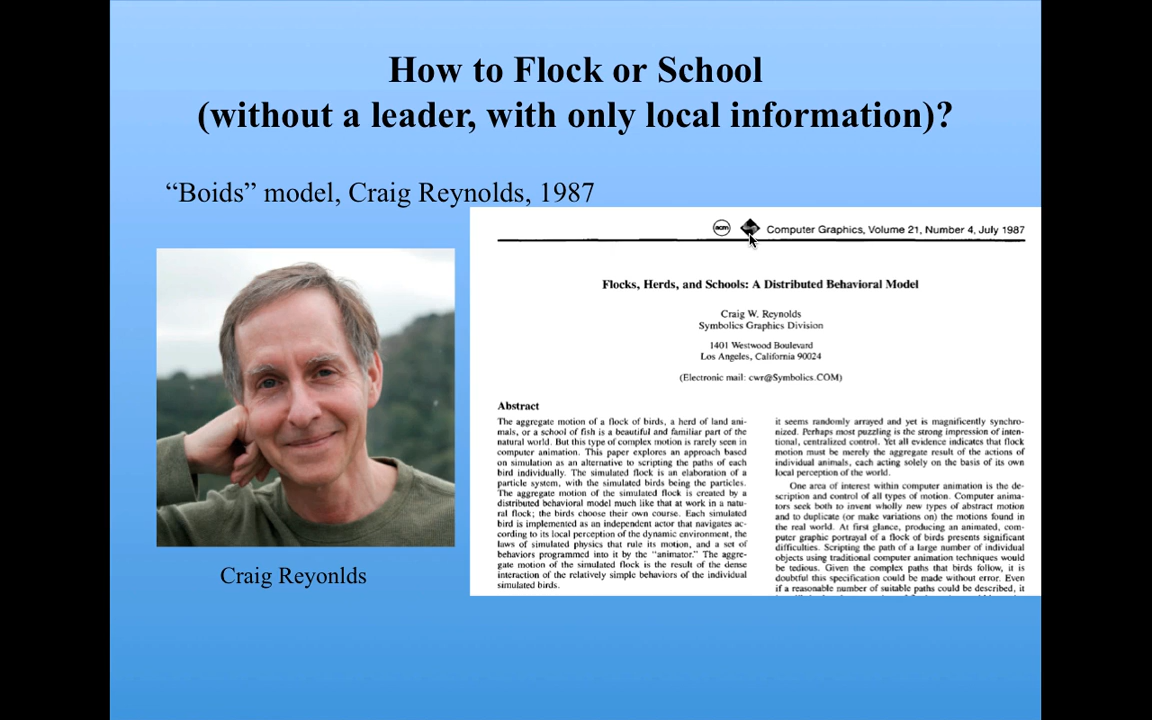 How to Flock or School
(without a leader, with only local information)?
“Boids” model, Craig Reynolds, 1987
acm
Computer Graphics, Volume 21, Number 4, July 1987
Flocks, Herds, and Schools: A Distributed Behavioral Model
Craig W. Reynolds
Symbolics Graphics Division
1401 Westwood Boulevard
Los Angeles, California 90024
(Electronic mail: cwr@Symbolics.COM)
Abstract
The aggregate motion of a flock of birds, a herd of land ani-
mals, or a school of fish is a beautiful and familiar part of the
natural world. But this type of complex motion is rarely seen in
computer animation. This paper explores an approach based
on simulation as an alternative to scripting the paths of each
bird individually. The simulated flock is an elaboration of a
particle system, with the simulated birds being the particles.
The aggregate motion of the simulated flock is created by a
distributed behavioral model much like that at work in a natu-
ral flock; the birds choose their own course. Each simulated
bird is implemented as an independent actor that navigates ac-
cording to its local perception of the dynamic environment, the
laws of simulated physics that rule its motion, and a set of
behaviors programmed into it by the “animator.” The aggre-
gate motion of the simulated flock is the result of the dense
interaction of the relatively simple behaviors of the individual
simulated birds.
it seems randomly arrayed and yet is magnificently synchro-
nized. Perhaps most puzzling is the strong impression of inten-
tional, centralized control. Yet all evidence indicates that flock
motion must be merely the aggregate result of the actions of
individual animals, each acting solely on the basis of its own
local perception of the world.
One area of interest within computer animation is the de-
scription and control of all types of motion. Computer anima-
tors seek both to invent wholly new types of abstract motion
and to duplicate (or make variations on) the motions found in
the real world. At first glance, producing an animated, com-
puter graphic portrayal of a flock of birds presents significant
difficulties. Scripting the path of a large number of individual
objects using traditional computer animation techniques would
be tedious. Given the complex paths that birds follow, it is
doubtful this specification could be made without error. Even
if a reasonable number of suitable paths could be described, it
Craig Reyonlds